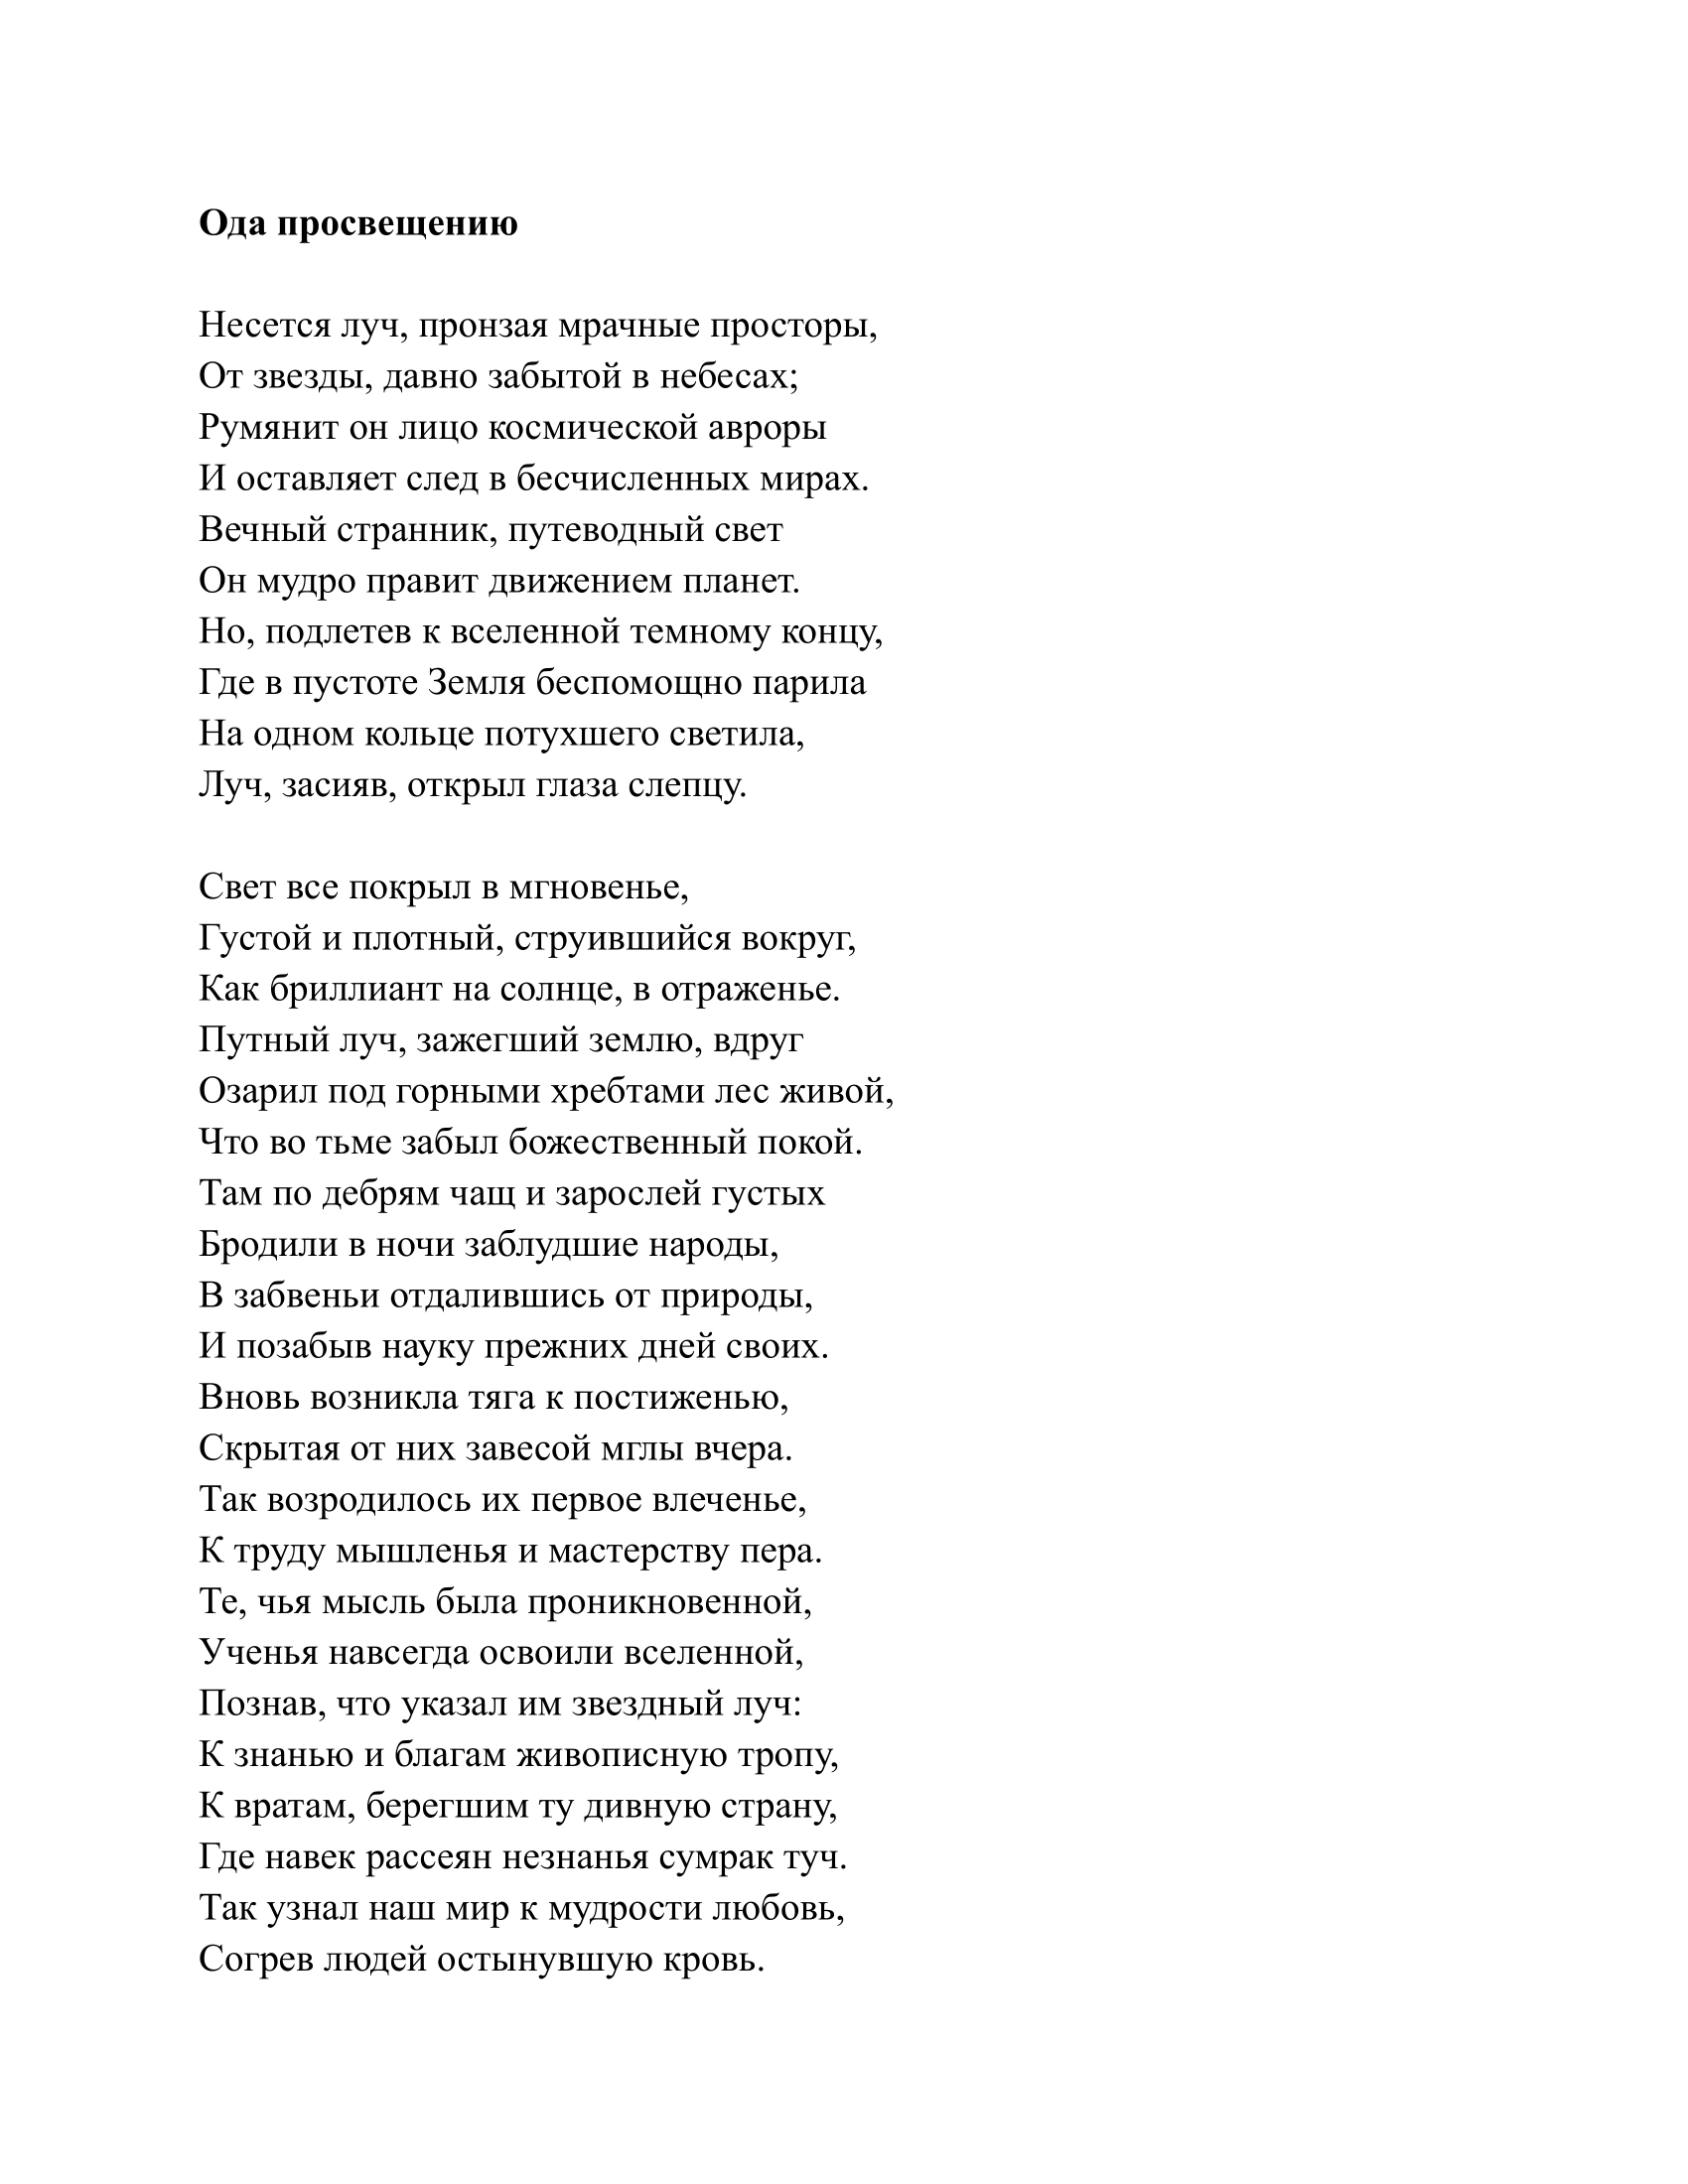 Ода просвещению
Несется луч, пронзая мрачные просторы,
От звезды, давно забытой в небесах;
Румянит он лицо космической авроры
И оставляет след в бесчисленных мирах.
Вечный странник, путеводный свет
Он мудро правит движением планет.
Но, подлетев к вселенной темному концу,
Где в пустоте Земля беспомощно парила
На одном кольце потухшего светила,
Луч, засияв, открыл глаза слепцу.
Свет все покрыл в мгновенье,
Густой и плотный, струившийся вокруг,
Как бриллиант на солнце, в отраженье.
Путный луч, зажегший землю, вдруг
Озарил под горными хребтами лес живой,
Что во тьме забыл божественный покой.
Там по дебрям чащ и зарослей густых
Бродили в ночи заблудшие народы,
В забвеньи отдалившись от природы,
И позабыв науку прежних дней своих.
Вновь возникла тяга к постиженью,
Скрытая от них завесой мглы вчера.
Так возродилось их первое влеченье,
К труду мышленья и мастерству пера.
Те, чья мысль была проникновенной,
Ученья навсегда освоили вселенной,
Познав, что указал им звездный луч:
К знанью и благам живописную тропу,
К вратам, берегшим ту дивную страну,
Где навек рассеян незнанья сумрак туч.
Так узнал наш мир к мудрости любовь,
Согрев людей остынувшую кровь.